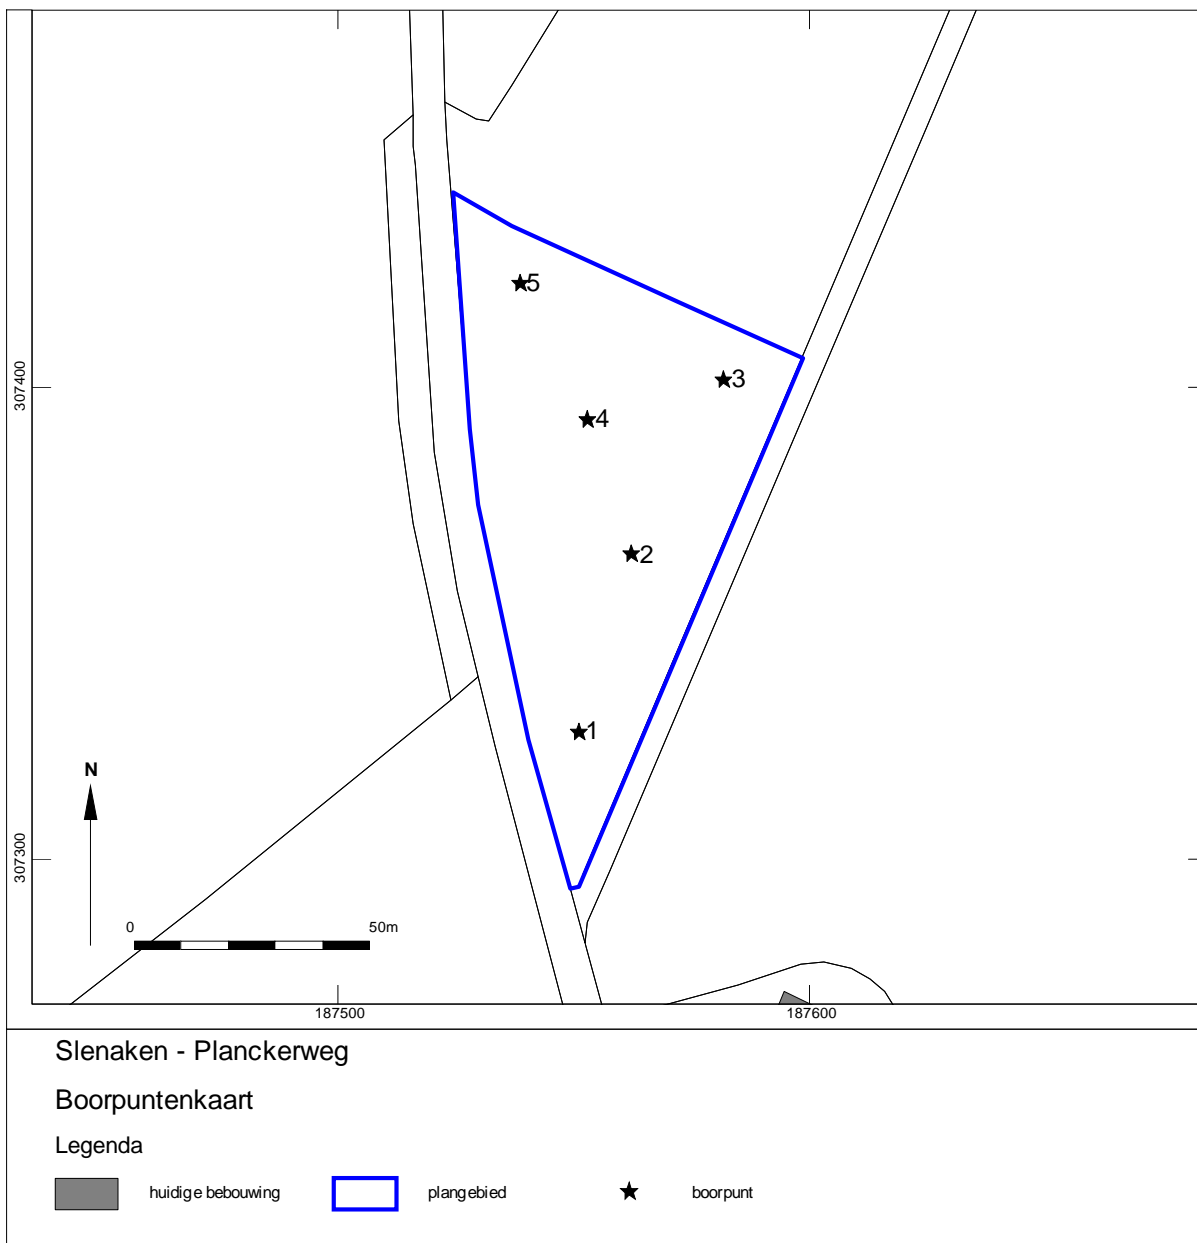 5
3
307400
4
2
1
N
307300
0 50m
187500 187600
Slenaken - Planckerweg
Boorpuntenkaart
Legenda
huidige bebouwing plangebied boorpunt